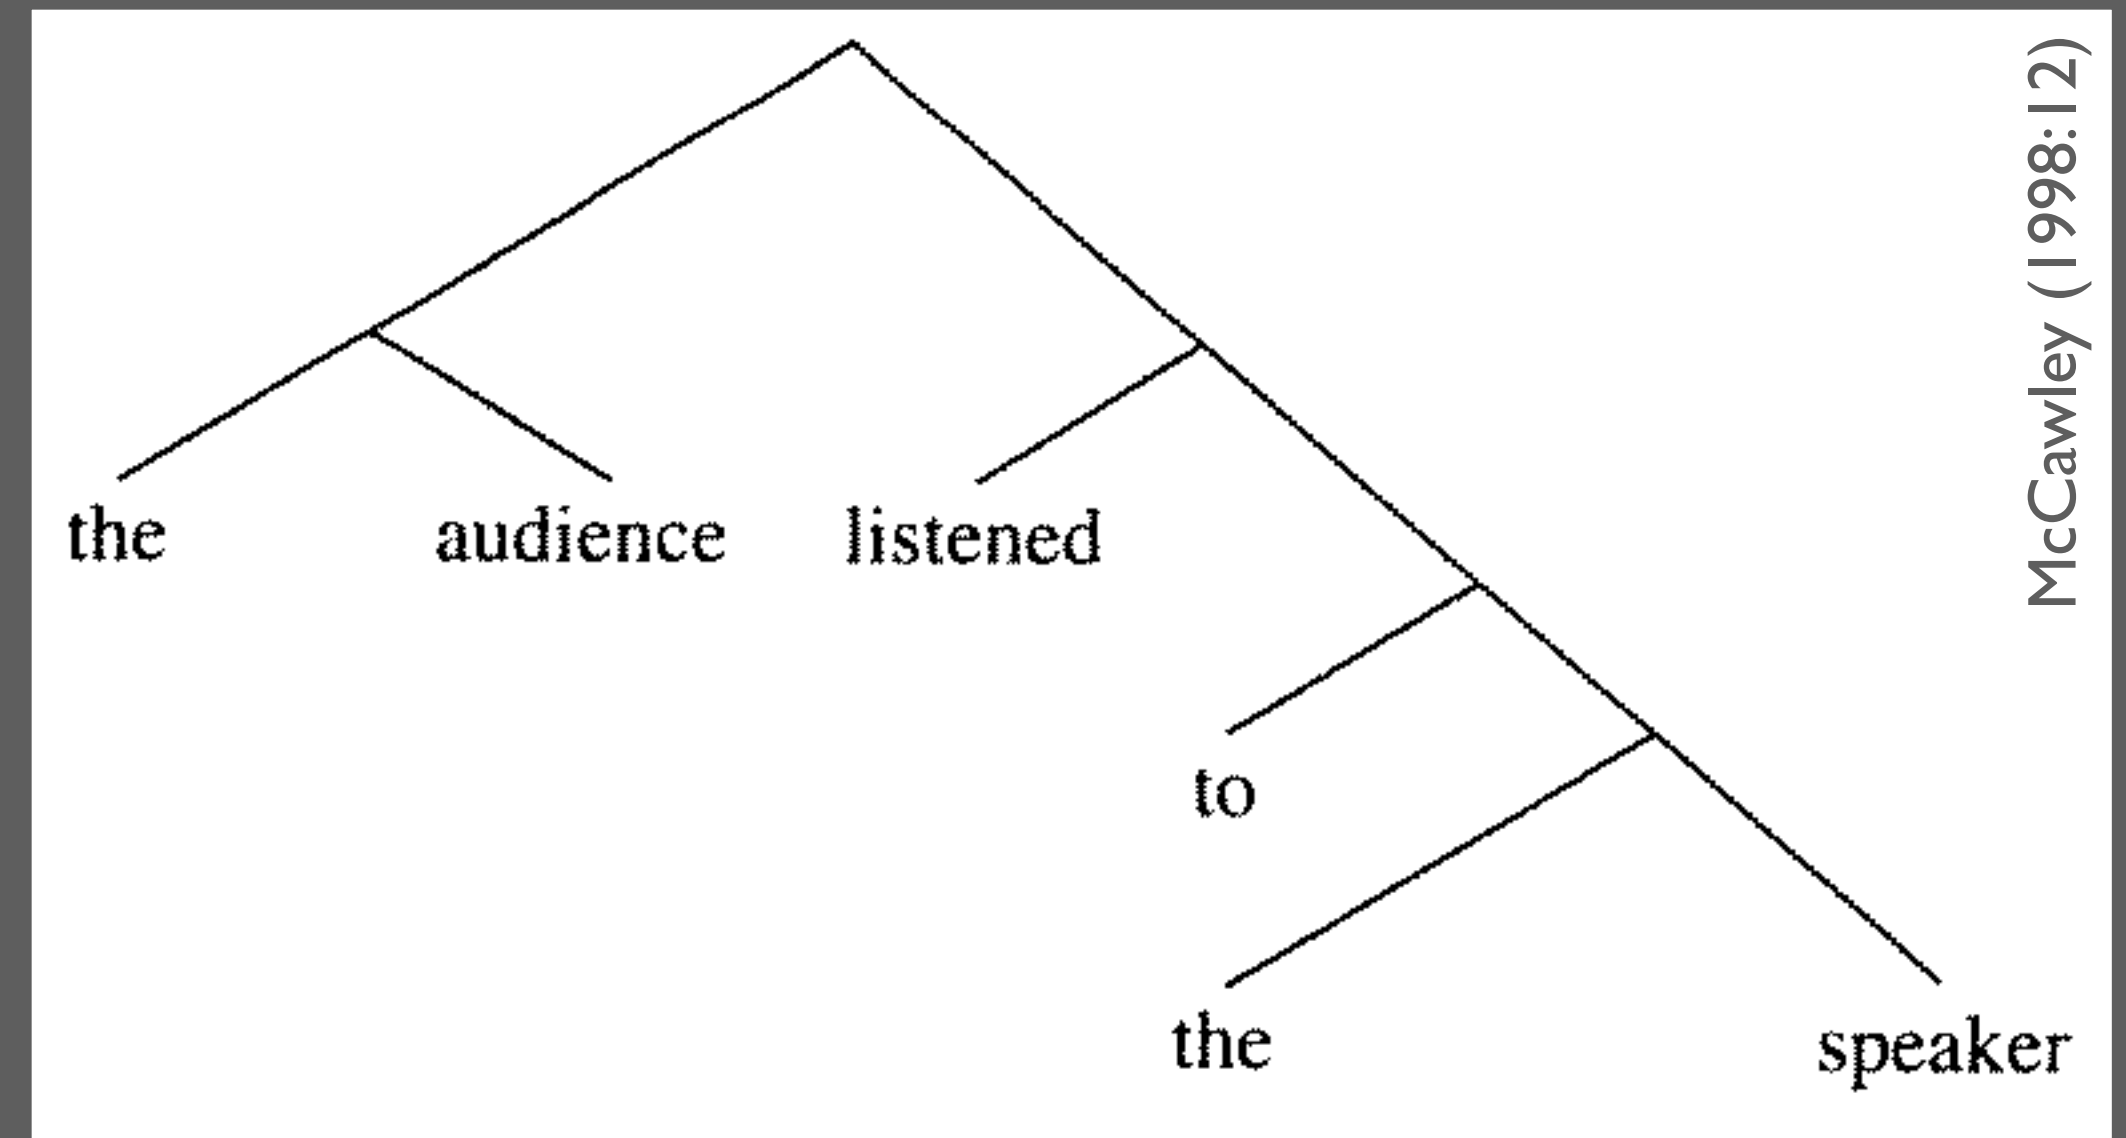 the audience listened
to
the speaker
McCawley (1998:12)